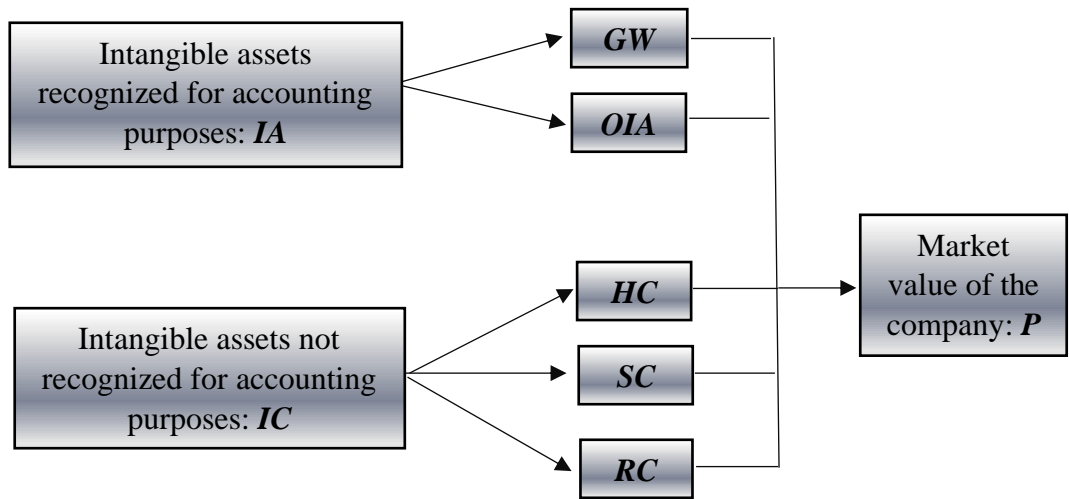 Intangible assets
recognized for accounting
purposes: IA
GW
OIA
Intangible assets not
recognized for accounting
purposes: IC
HC
SC
RC
Market
value of the
company: P